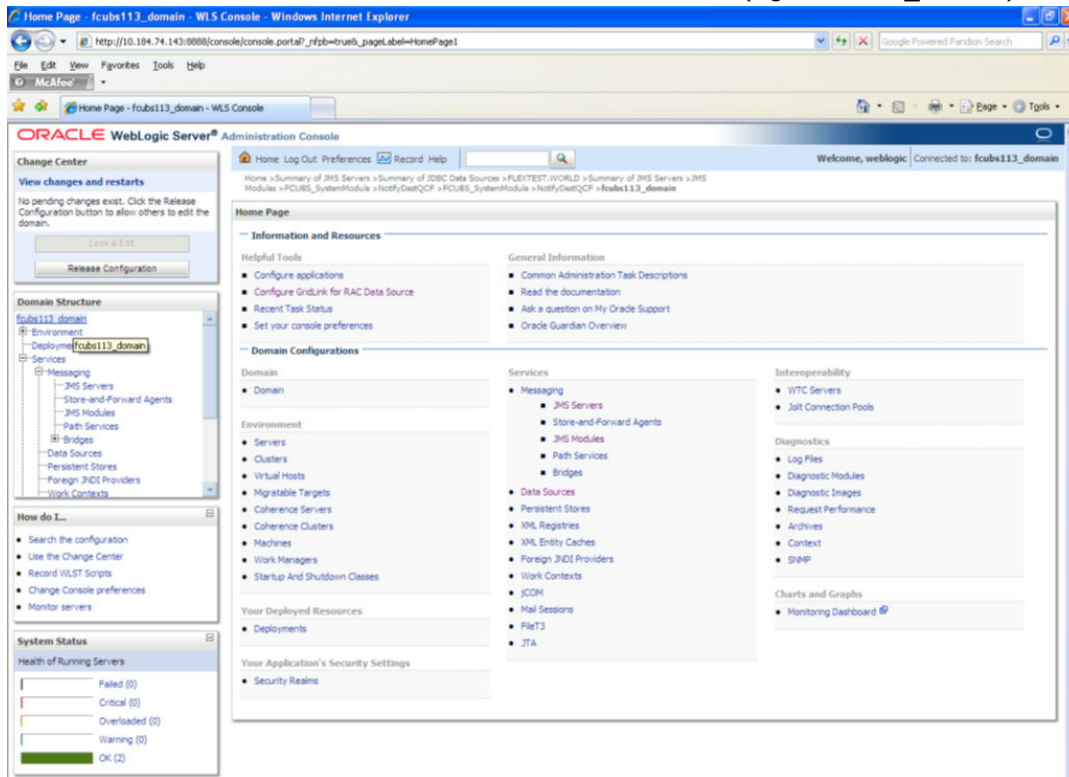 Home Page - fcubs113_domain - WLS Console - Windows Internet Explorer
http://10.184.74.143:8888/console/console.portal?_nfpb=true&_pageLabel=HomePage1
Google Powered Pandion Search
File Edit View Favorites Tools Help
McAfee
Home Page - fcubs113_domain - WLS Console
Page Tools
ORACLE WebLogic Server® Administration Console
Change Center
View changes and restarts
No pending changes exist. Click the Release
Configuration button to allow others to edit the
domain.
Lock & Edit
Release Configuration
Domain Structure
fcubs113_domain
Environment
Deployme
fcubs113_domain
Services
Messaging
JMS Servers
Store-and-Forward Agents
JMS Modules
Path Services
Bridges
Data Sources
Persistent Stores
Foreign JNDI Providers
Work Contexts
How do I...
Search the configuration
Use the Change Center
Record WLST Scripts
Change Console preferences
Monitor servers
System Status
Health of Running Servers
Failed (0)
Critical (0)
Overloaded (0)
Warning (0)
OK (2)
Home Log Out Preferences Record Help
Welcome, weblogic Connected to: fcubs113_domain
Home >Summary of JMS Servers >Summary of JDBC Data Sources >FLEXTEST.WORLD >Summary of JMS Servers >JMS
Modules >FCUBS_SystemModule >NotifyDestQCF >FCUBS_SystemModule >NotifyDestQCF >fcubs113_domain
Home Page
Information and Resources
Helpful Tools
Configure applications
Configure GridLink for RAC Data Source
Recent Task Status
Set your console preferences
General Information
Common Administration Task Descriptions
Read the documentation
Ask a question on My Oracle Support
Oracle Guardian Overview
Domain Configurations
Domain
Domain
Environment
Servers
Clusters
Virtual Hosts
Migratable Targets
Coherence Servers
Coherence Clusters
Machines
Work Managers
Startup And Shutdown Classes
Your Deployed Resources
Deployments
Your Application's Security Settings
Security Realms
Services
Messaging
JMS Servers
Store-and-Forward Agents
JMS Modules
Path Services
Bridges
Data Sources
Persistent Stores
XML Registries
XML Entity Caches
Foreign JNDI Providers
Work Contexts
jCOM
Mail Sessions
FileT3
JTA
Interoperability
WTC Servers
Jolt Connection Pools
Diagnostics
Log Files
Diagnostic Modules
Diagnostic Images
Request Performance
Archives
Context
SNMP
Charts and Graphs
Monitoring Dashboard